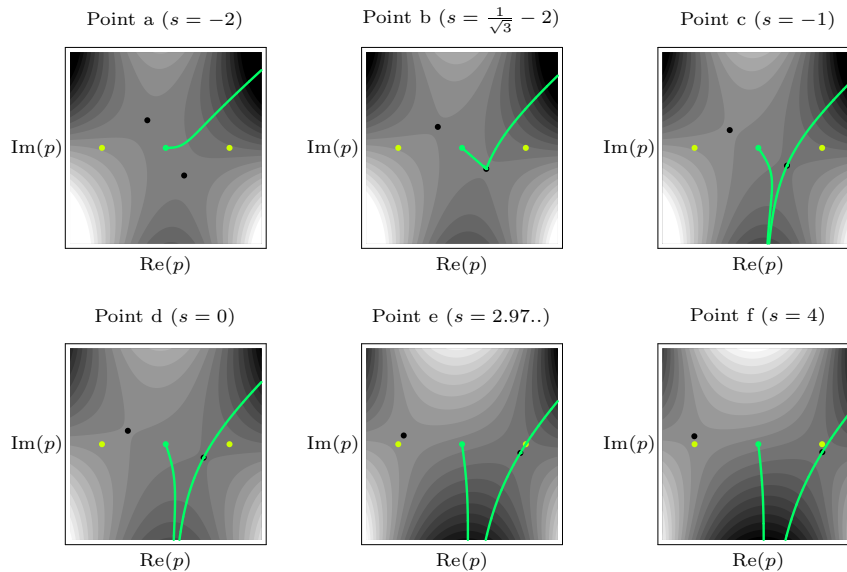 Point a (s = −2)
Point b (s = 1/√3 − 2)
Point c (s = −1)
Im(p)
Im(p)
Im(p)
Re(p)
Re(p)
Re(p)
Point d (s = 0)
Point e (s = 2.97..)
Point f (s = 4)
Im(p)
Im(p)
Im(p)
Re(p)
Re(p)
Re(p)